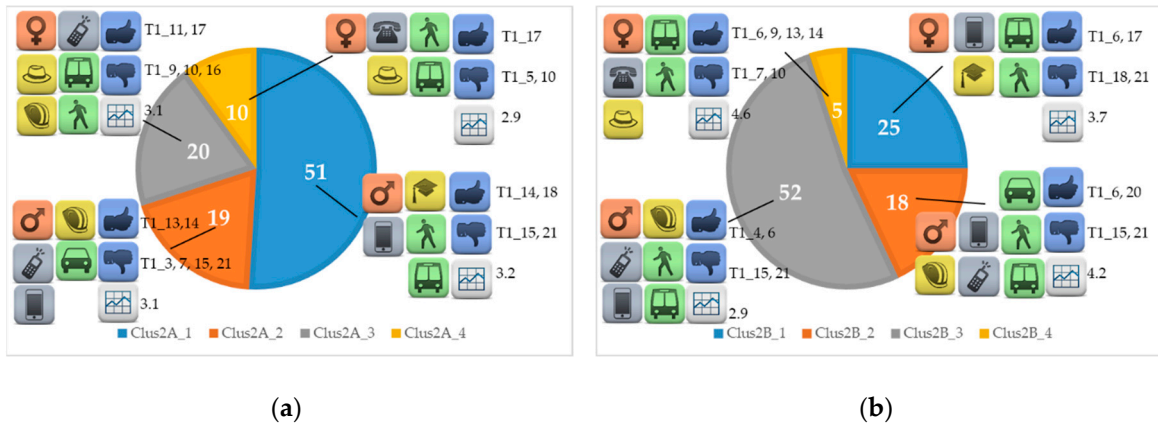 T1_11, 17
T1_9, 10, 16
3.1
T1_17
T1_5, 10
2.9
10
20
51
19
T1_13,14
T1_3, 7, 15, 21
3.1
T1_14, 18
T1_15, 21
3.2
Clus2A_1 Clus2A_2 Clus2A_3 Clus2A_4
(a)
T1_6, 9, 13, 14
T1_7, 10
4.6
T1_6, 17
T1_18, 21
3.7
5
25
52
18
T1_4, 6
T1_15, 21
2.9
T1_6, 20
T1_15, 21
4.2
Clus2B_1 Clus2B_2 Clus2B_3 Clus2B_4
(b)